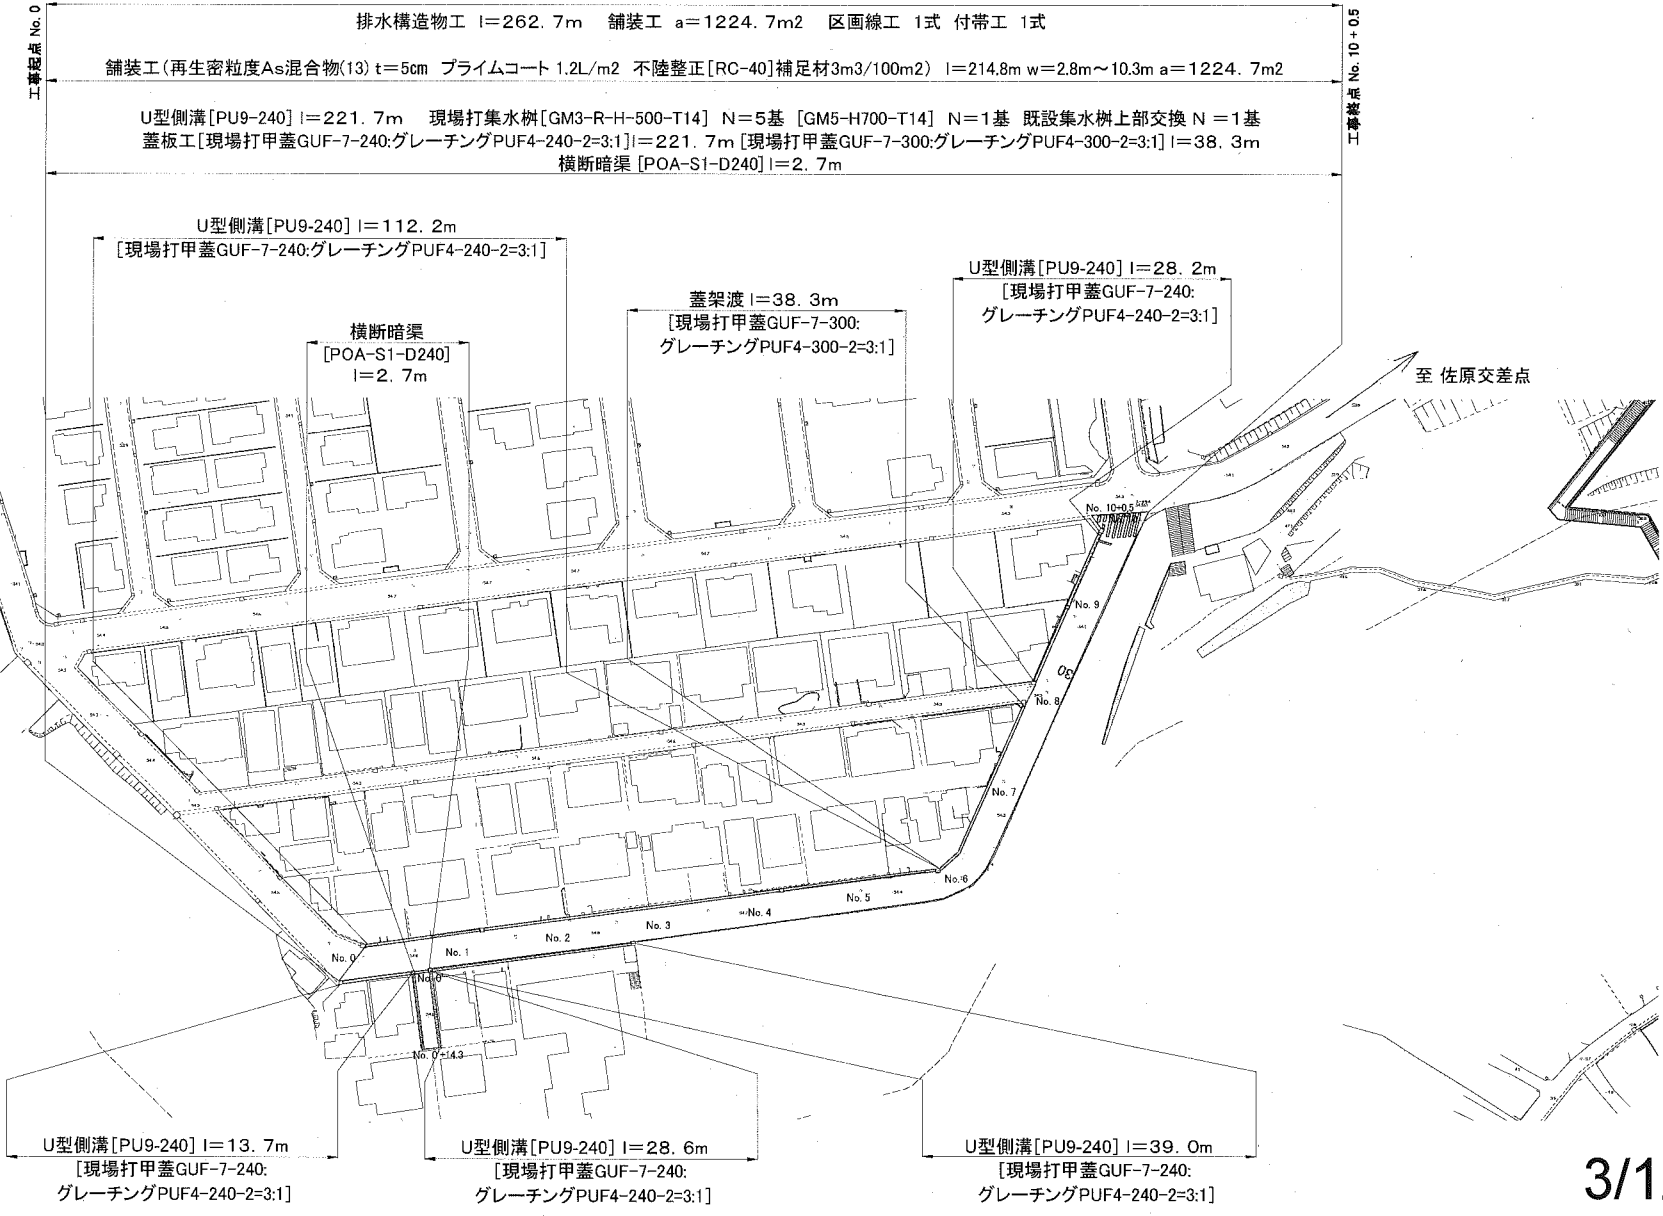 工事起点 No. 0
工事終点 No. 10＋0.5
排水構造物工 l＝262. 7m 舗装工 a＝1224. 7m2 区画線工 1式 付帯工 1式
舗装工(再生密粒度As混合物(13) t＝5cm プライムコート 1.2L/m2 不陸整正[RC-40]補足材3m3/100m2) l＝214.8m w＝2.8m～10.3m a＝1224. 7m2
U型側溝[PU9-240] l＝221. 7m 現場打集水桝[GM3-R-H-500-T14] N＝5基 [GM5-H700-T14] N＝1基 既設集水桝上部交換 N ＝1基
蓋板工[現場打甲蓋GUF-7-240:グレーチングPUF4-240-2=3:1]l＝221. 7m [現場打甲蓋GUF-7-300:グレーチングPUF4-300-2=3:1] l＝38. 3m
横断暗渠 [POA-S1-D240] l＝2. 7m
U型側溝[PU9-240] l＝112. 2m
[現場打甲蓋GUF-7-240:グレーチングPUF4-240-2=3:1]
U型側溝[PU9-240] l＝28. 2m
[現場打甲蓋GUF-7-240:
グレーチングPUF4-240-2=3:1]
蓋架渡 l＝38. 3m
[現場打甲蓋GUF-7-300:
グレーチングPUF4-300-2=3:1]
横断暗渠
[POA-S1-D240]
l＝2. 7m
至 佐原交差点
No. 10+0.5
No. 9
30
No. 8
No. 7
No. 6
No. 5
No. 4
No. 3
No. 2
No. 1
No. 0
No. 0
No. 0+14.3
U型側溝[PU9-240] l＝13. 7m
[現場打甲蓋GUF-7-240:
グレーチングPUF4-240-2=3:1]
U型側溝[PU9-240] l＝28. 6m
[現場打甲蓋GUF-7-240:
グレーチングPUF4-240-2=3:1]
U型側溝[PU9-240] l＝39. 0m
[現場打甲蓋GUF-7-240:
グレーチングPUF4-240-2=3:1]
3/1